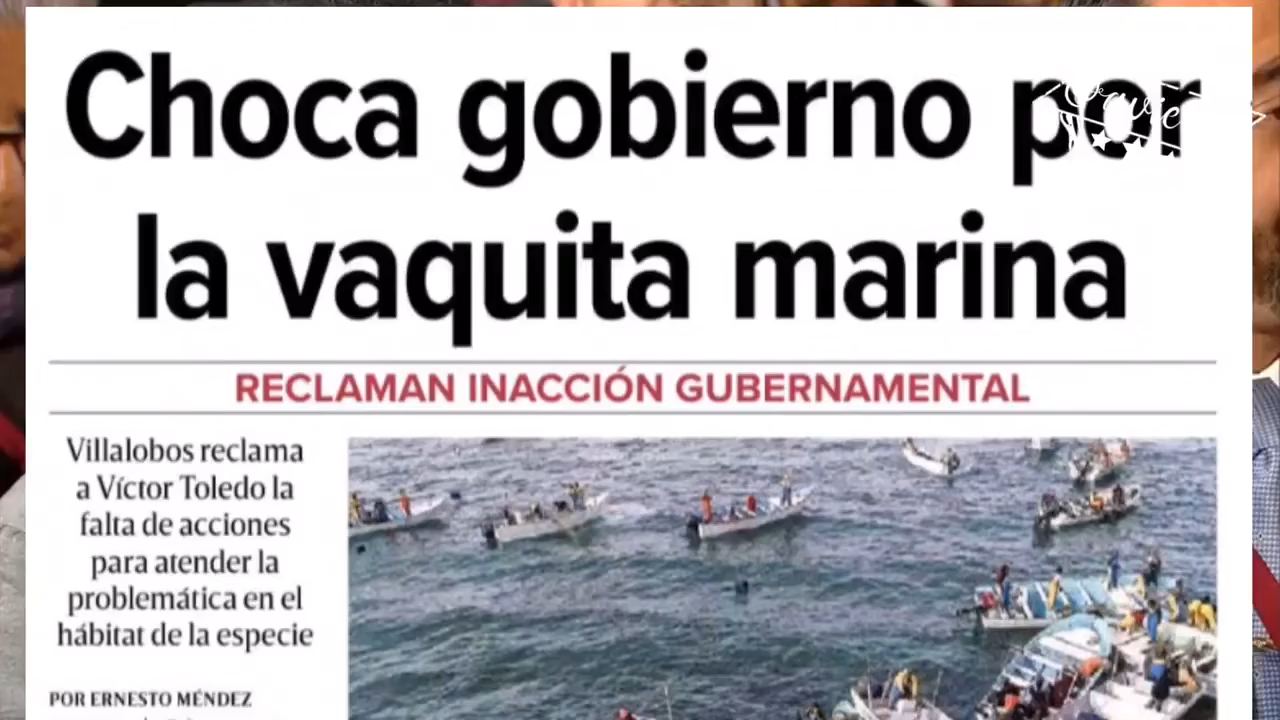 Choca gobierno por
la vaquita marina
RECLAMAN INACCIÓN GUBERNAMENTAL
Villalobos reclama
a Víctor Toledo la
falta de acciones
para atender la
problemática en el
hábitat de la especie
POR ERNESTO MÉNDEZ